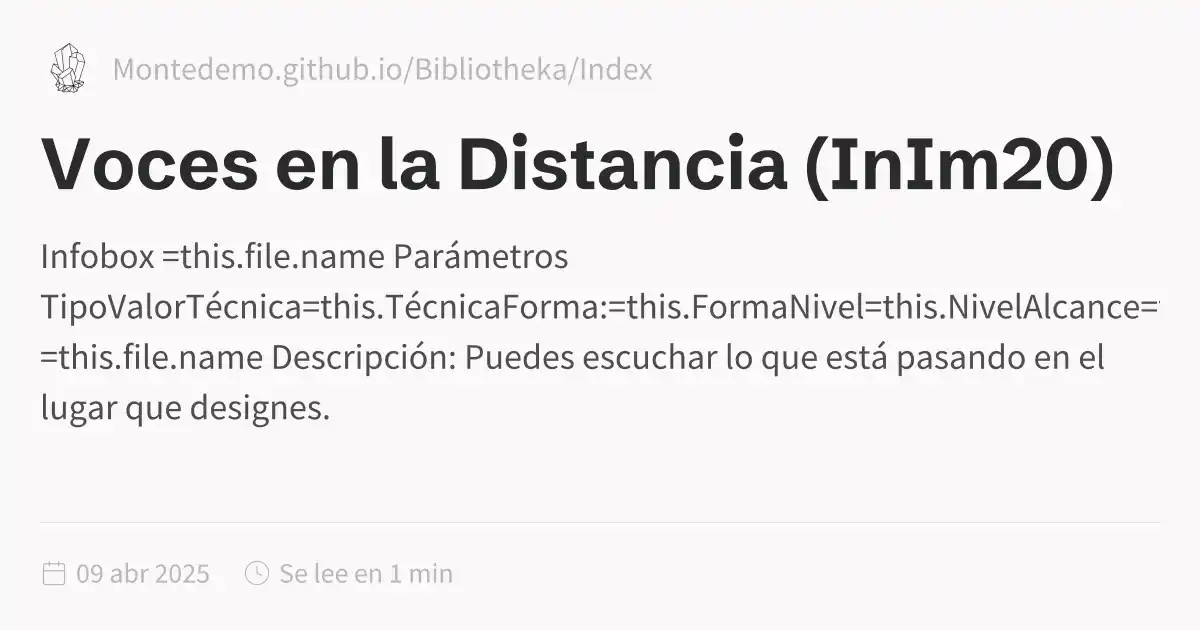 Montedemo.github.io/Bibliotheka/Index
Voces en la Distancia (InIm20)
Infobox =this.file.name Parámetros
TipoValorTécnica=this.TécnicaForma:=this.FormaNivel=this.NivelAlcance=
=this.file.name Descripción: Puedes escuchar lo que está pasando en el
lugar que designes.
09 abr 2025 Se lee en 1 min